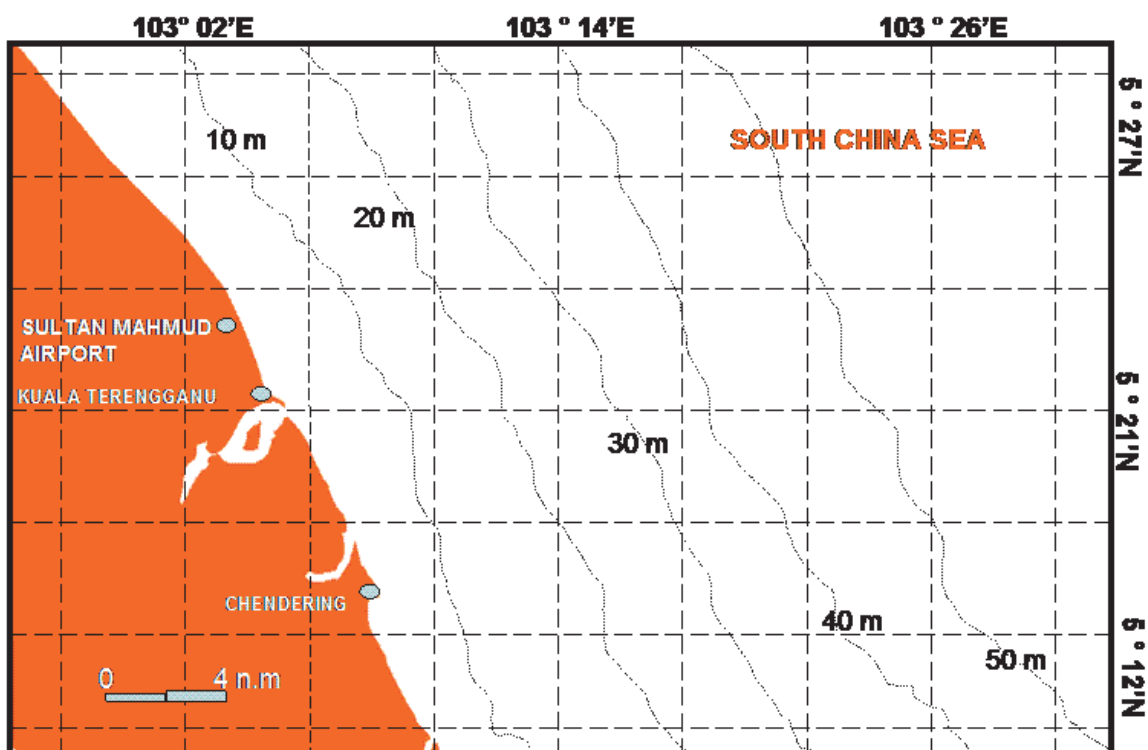 103° 02'E
103 ° 14'E
103 ° 26'E
5 ° 27'N
10 m
SOUTH CHINA SEA
20 m
SULTAN MAHMUD
AIRPORT
KUALA TERENGGANU
5 ° 21'N
30 m
CHENDERING
40 m
5 ° 12'N
50 m
0 4 n.m